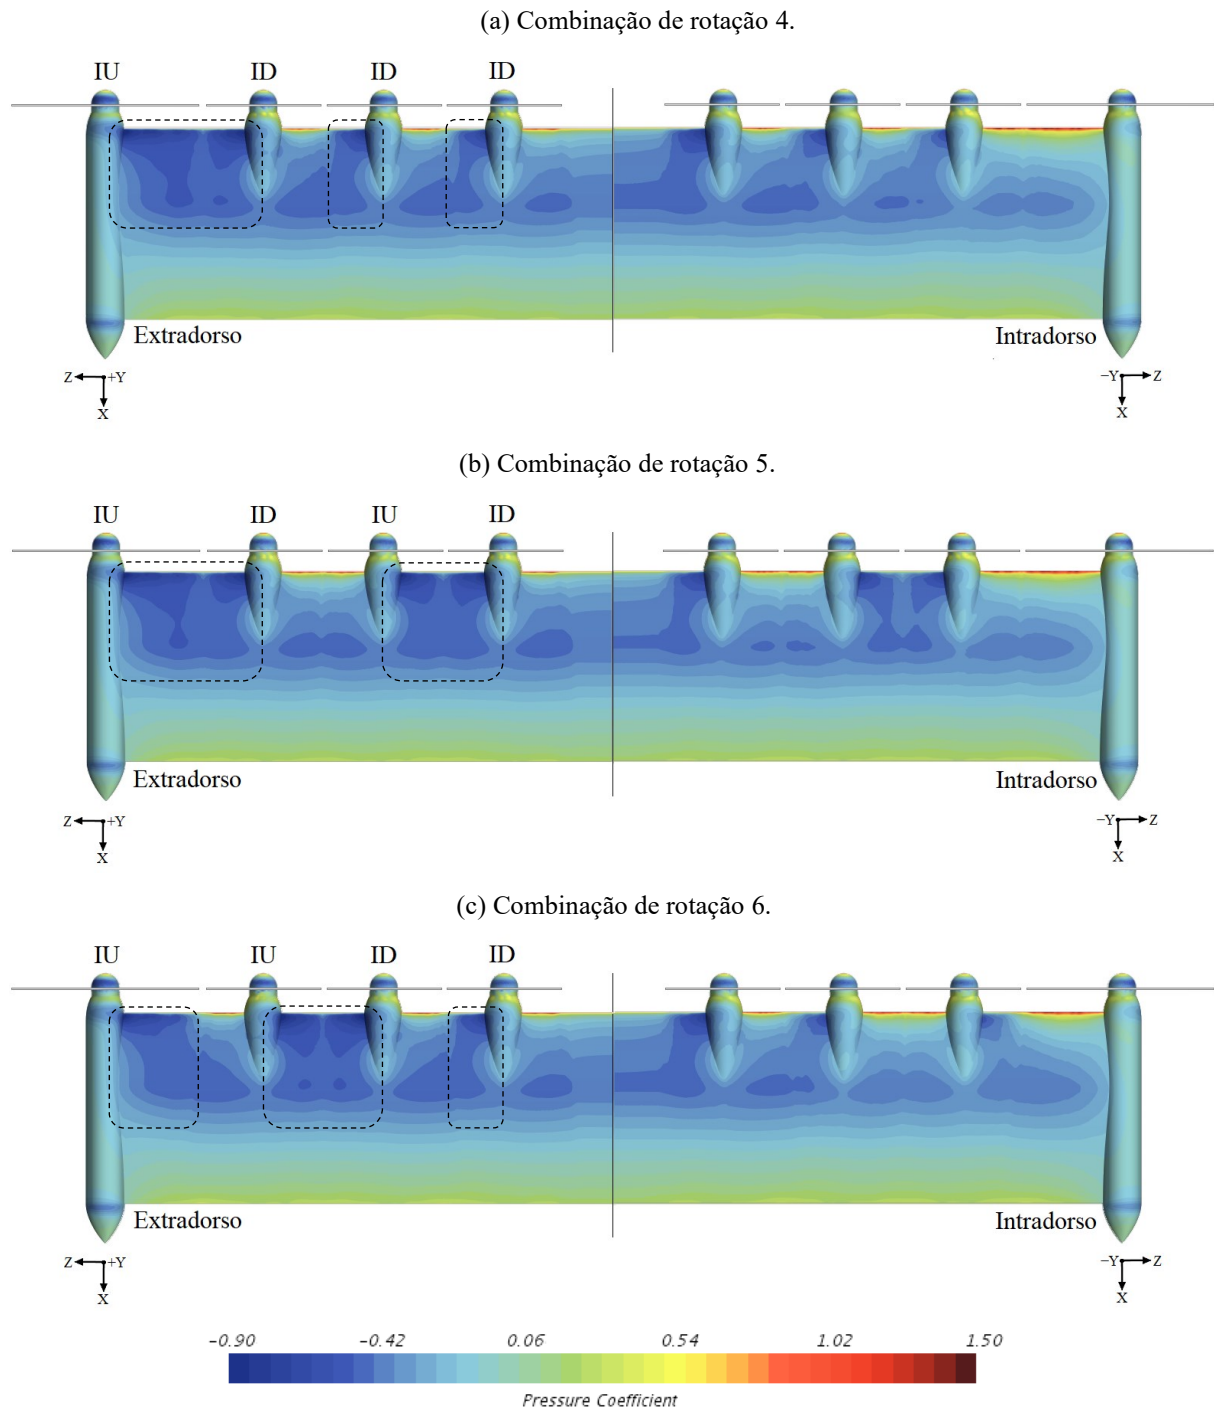 (a) Combinação de rotação 4.
IU ID ID ID
Extradorso Intradorso
Z +Y −Y Z
X X
(b) Combinação de rotação 5.
IU ID IU ID
Extradorso Intradorso
Z +Y −Y Z
X X
(c) Combinação de rotação 6.
IU IU ID ID
Extradorso Intradorso
Z +Y −Y Z
X X
−0.90 −0.42 0.06 0.54 1.02 1.50
Pressure Coefficient